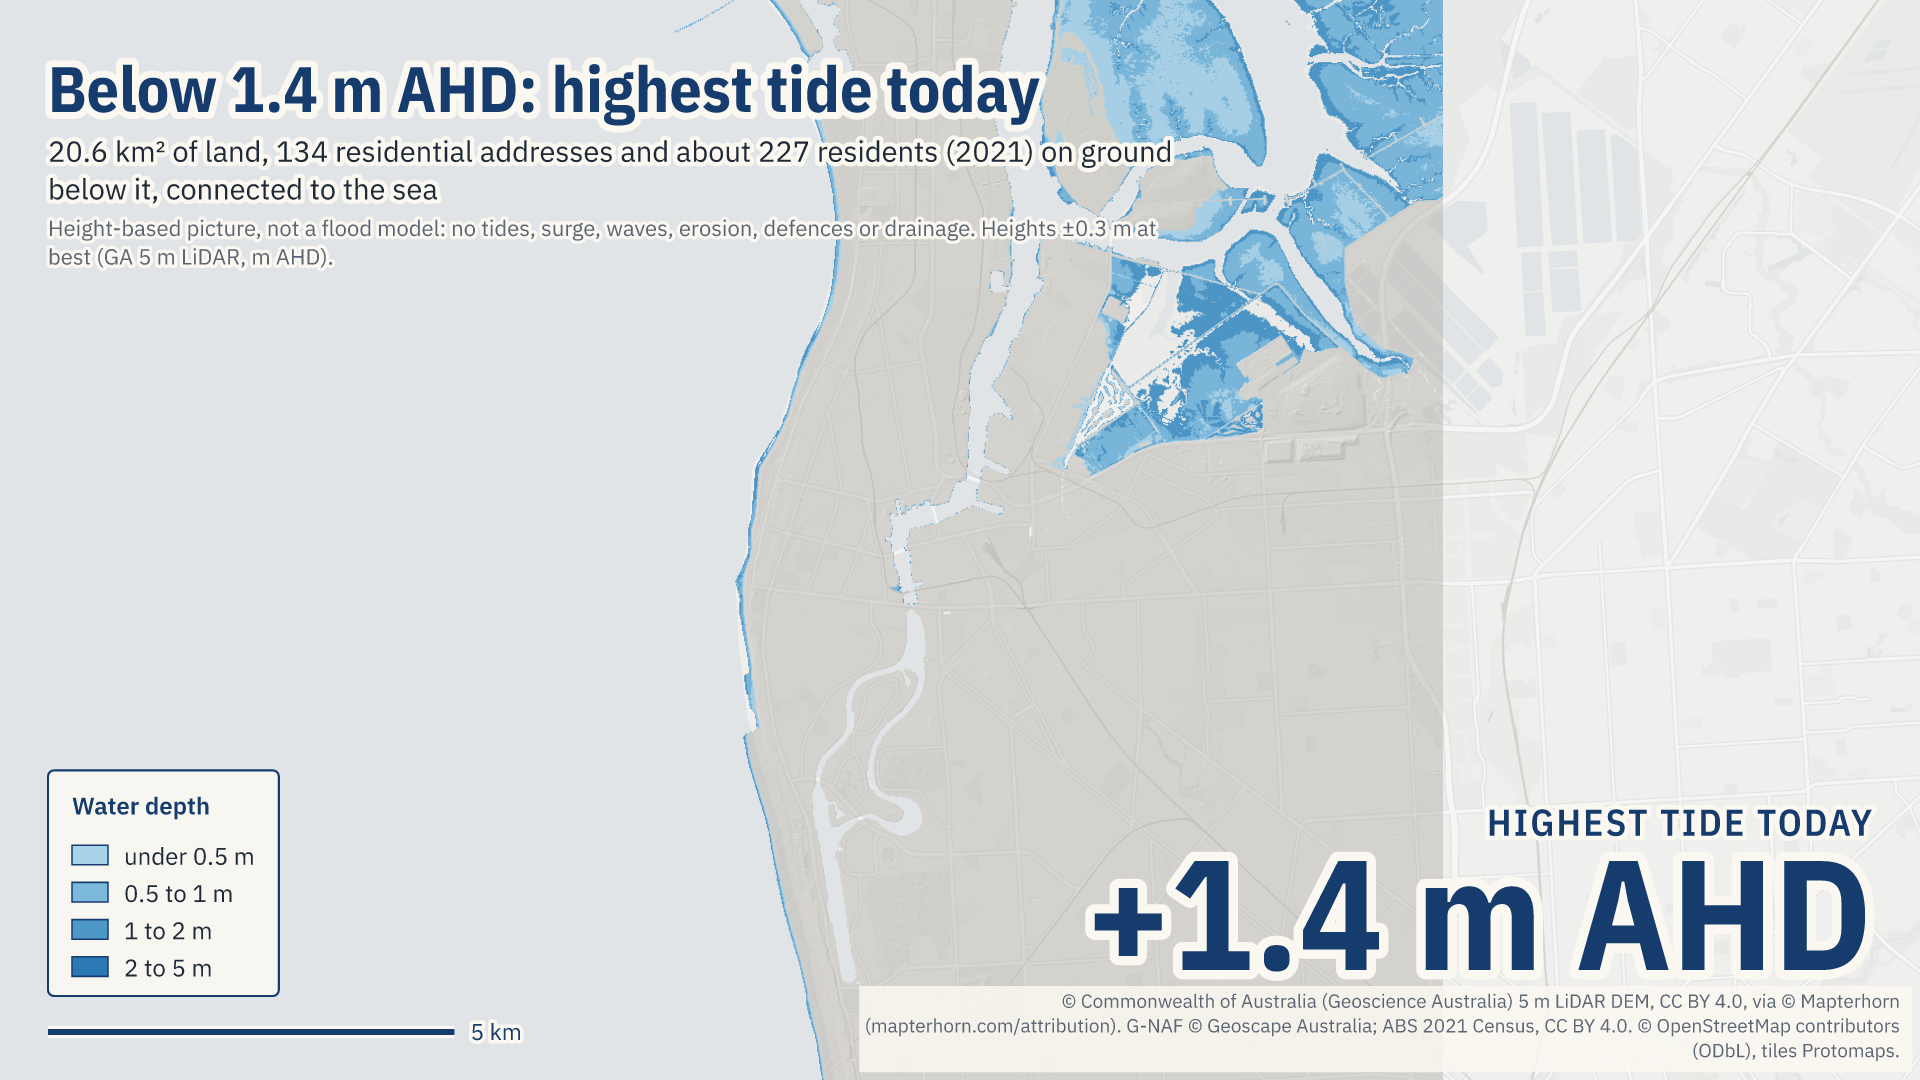 Below 1.4 m AHD: highest tide today
20.6 km² of land, 134 residential addresses and about 227 residents (2021) on ground
below it, connected to the sea
Height-based picture, not a flood model: no tides, surge, waves, erosion, defences or drainage. Heights ±0.3 m at
best (GA 5 m LiDAR, m AHD).
Water depth
under 0.5 m
0.5 to 1 m
1 to 2 m
2 to 5 m
5 km
HIGHEST TIDE TODAY
+1.4 m AHD
© Commonwealth of Australia (Geoscience Australia) 5 m LiDAR DEM, CC BY 4.0, via © Mapterhorn
(mapterhorn.com/attribution). G-NAF © Geoscape Australia; ABS 2021 Census, CC BY 4.0. © OpenStreetMap contributors
(ODbL), tiles Protomaps.